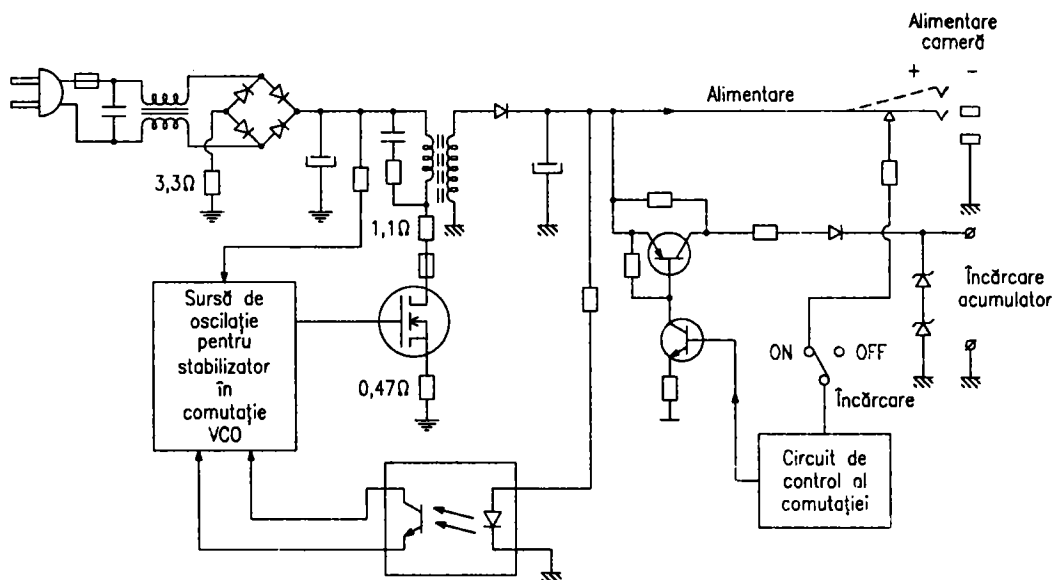 Alimentare
cameră
+ -
Alimentare
3,3Ω
1,1Ω
Sursă de
oscilație
pentru
stabilizator
în
comutație
VCO
0,47Ω
Încărcare
acumulator
ON
OFF
Încărcare
Circuit de
control al
comutației